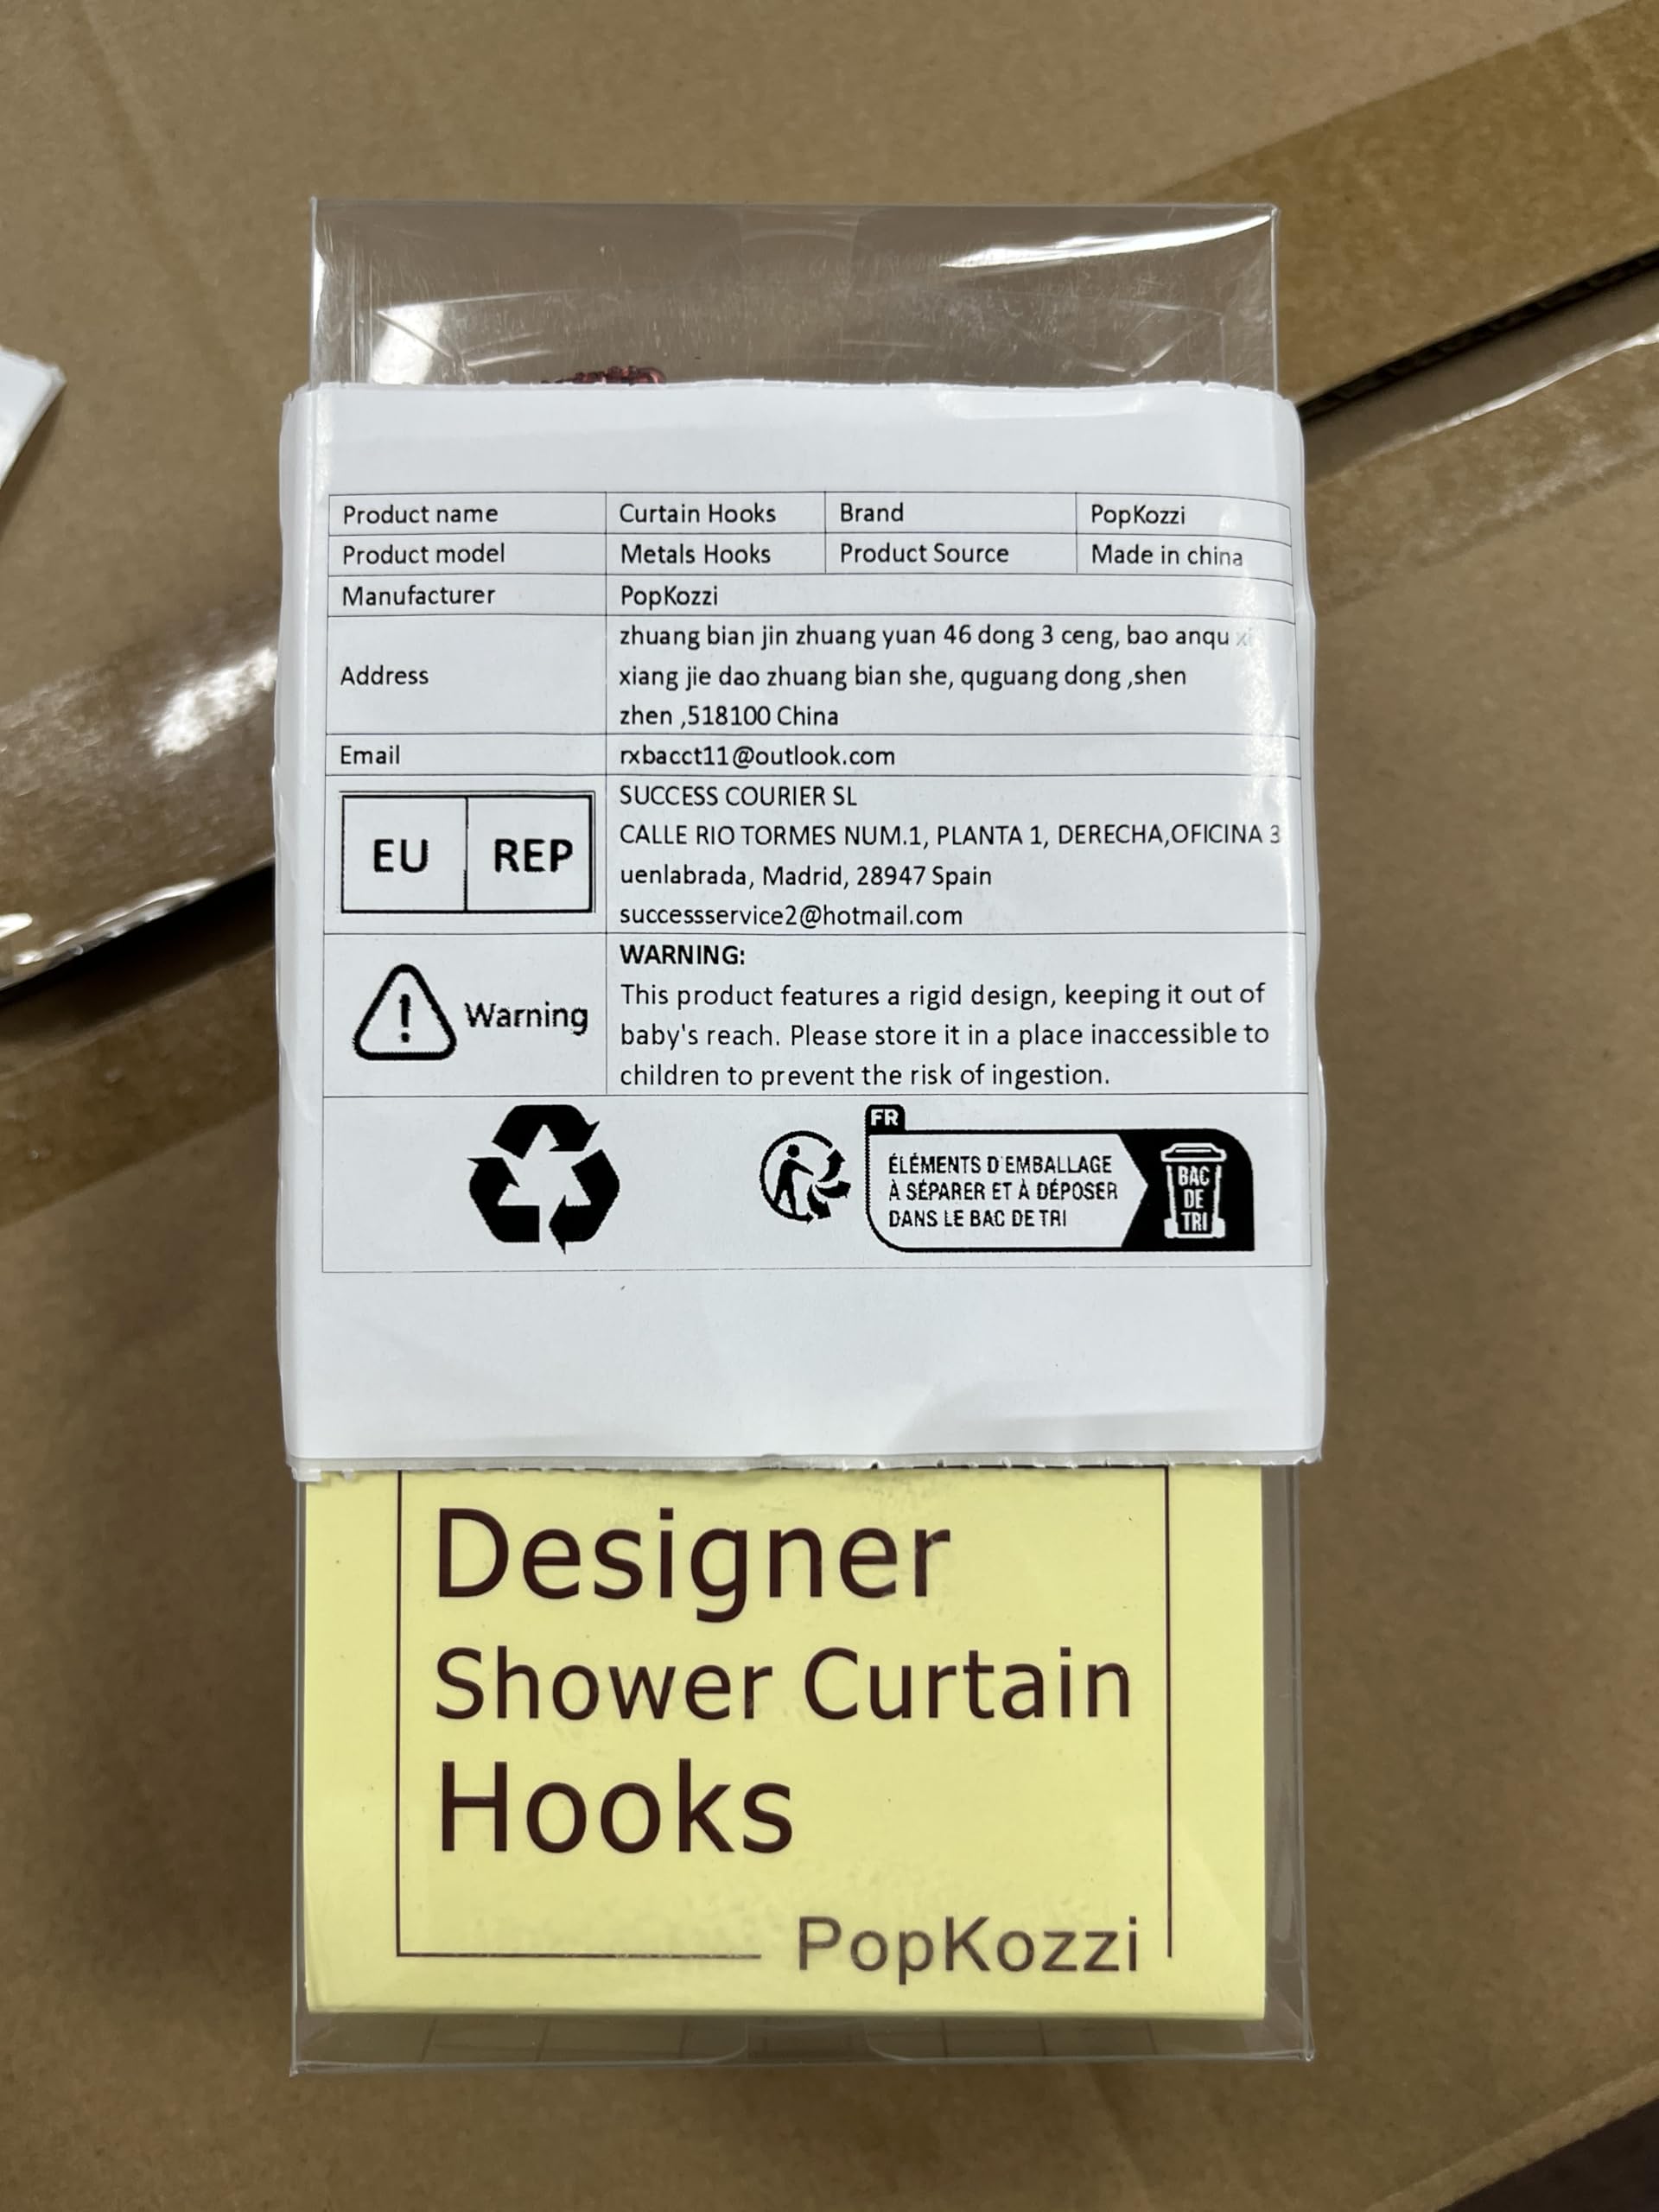 Product name Curtain Hooks Brand PopKozzi
Product model Metals Hooks Product Source Made in china
Manufacturer PopKozzi
Address
zhuang bian jin zhuang yuan 46 dong 3 ceng, bao anqu xi
xiang jie dao zhuang bian she, quguang dong ,shen
zhen ,518100 China
Email rxbacct11@outlook.com
EU REP
SUCCESS COURIER SL
CALLE RIO TORMES NUM.1, PLANTA 1, DERECHA,OFICINA 3
uenlabrada, Madrid, 28947 Spain
successservice2@hotmail.com
Warning
WARNING:
This product features a rigid design, keeping it out of
baby's reach. Please store it in a place inaccessible to
children to prevent the risk of ingestion.
FR
ÉLÉMENTS D'EMBALLAGE
À SÉPARER ET À DÉPOSER
DANS LE BAC DE TRI
BAC
DE
TRI
Designer
Shower Curtain
Hooks
PopKozzi